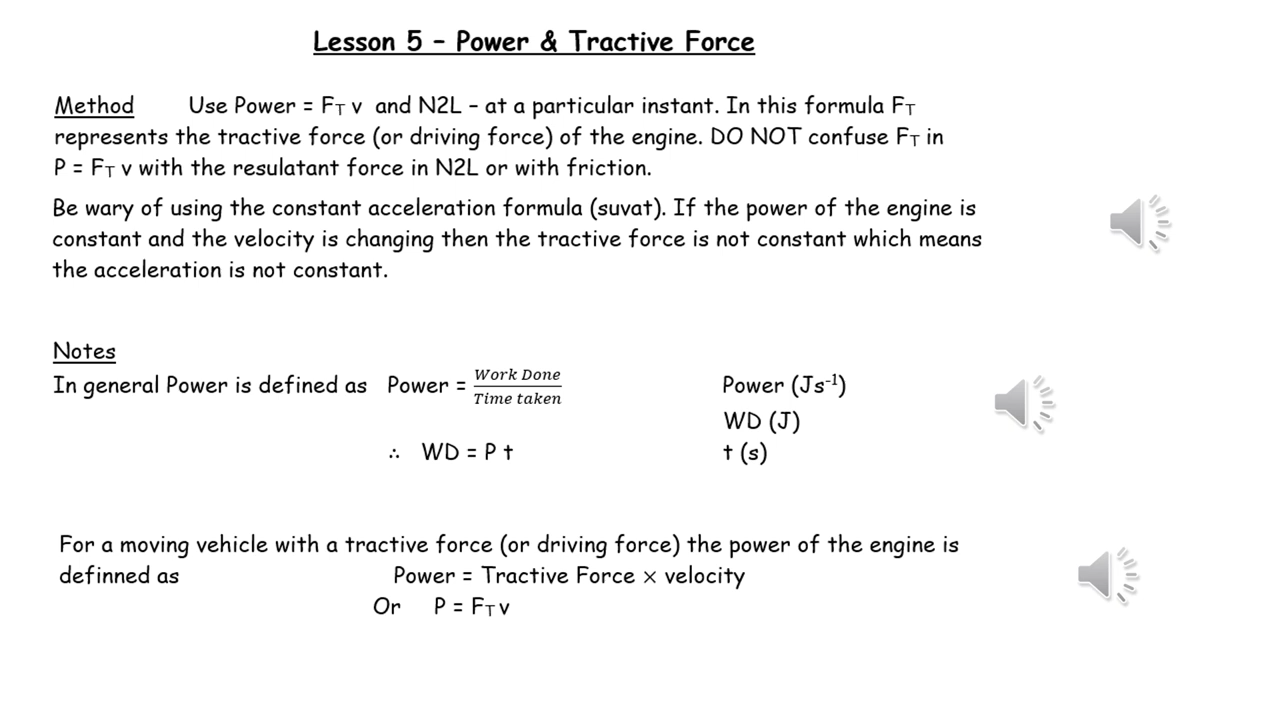 Lesson 5 – Power & Tractive Force
Method Use Power = F_T v and N2L – at a particular instant. In this formula F_T
represents the tractive force (or driving force) of the engine. DO NOT confuse F_T in
P = F_T v with the resulatant force in N2L or with friction.
Be wary of using the constant acceleration formula (suvat). If the power of the engine is
constant and the velocity is changing then the tractive force is not constant which means
the acceleration is not constant.
Notes
In general Power is defined as Power = Work Done / Time taken Power (Js⁻¹)
WD (J)
∴ WD = P t t (s)
For a moving vehicle with a tractive force (or driving force) the power of the engine is
definned as Power = Tractive Force × velocity
Or P = F_T v